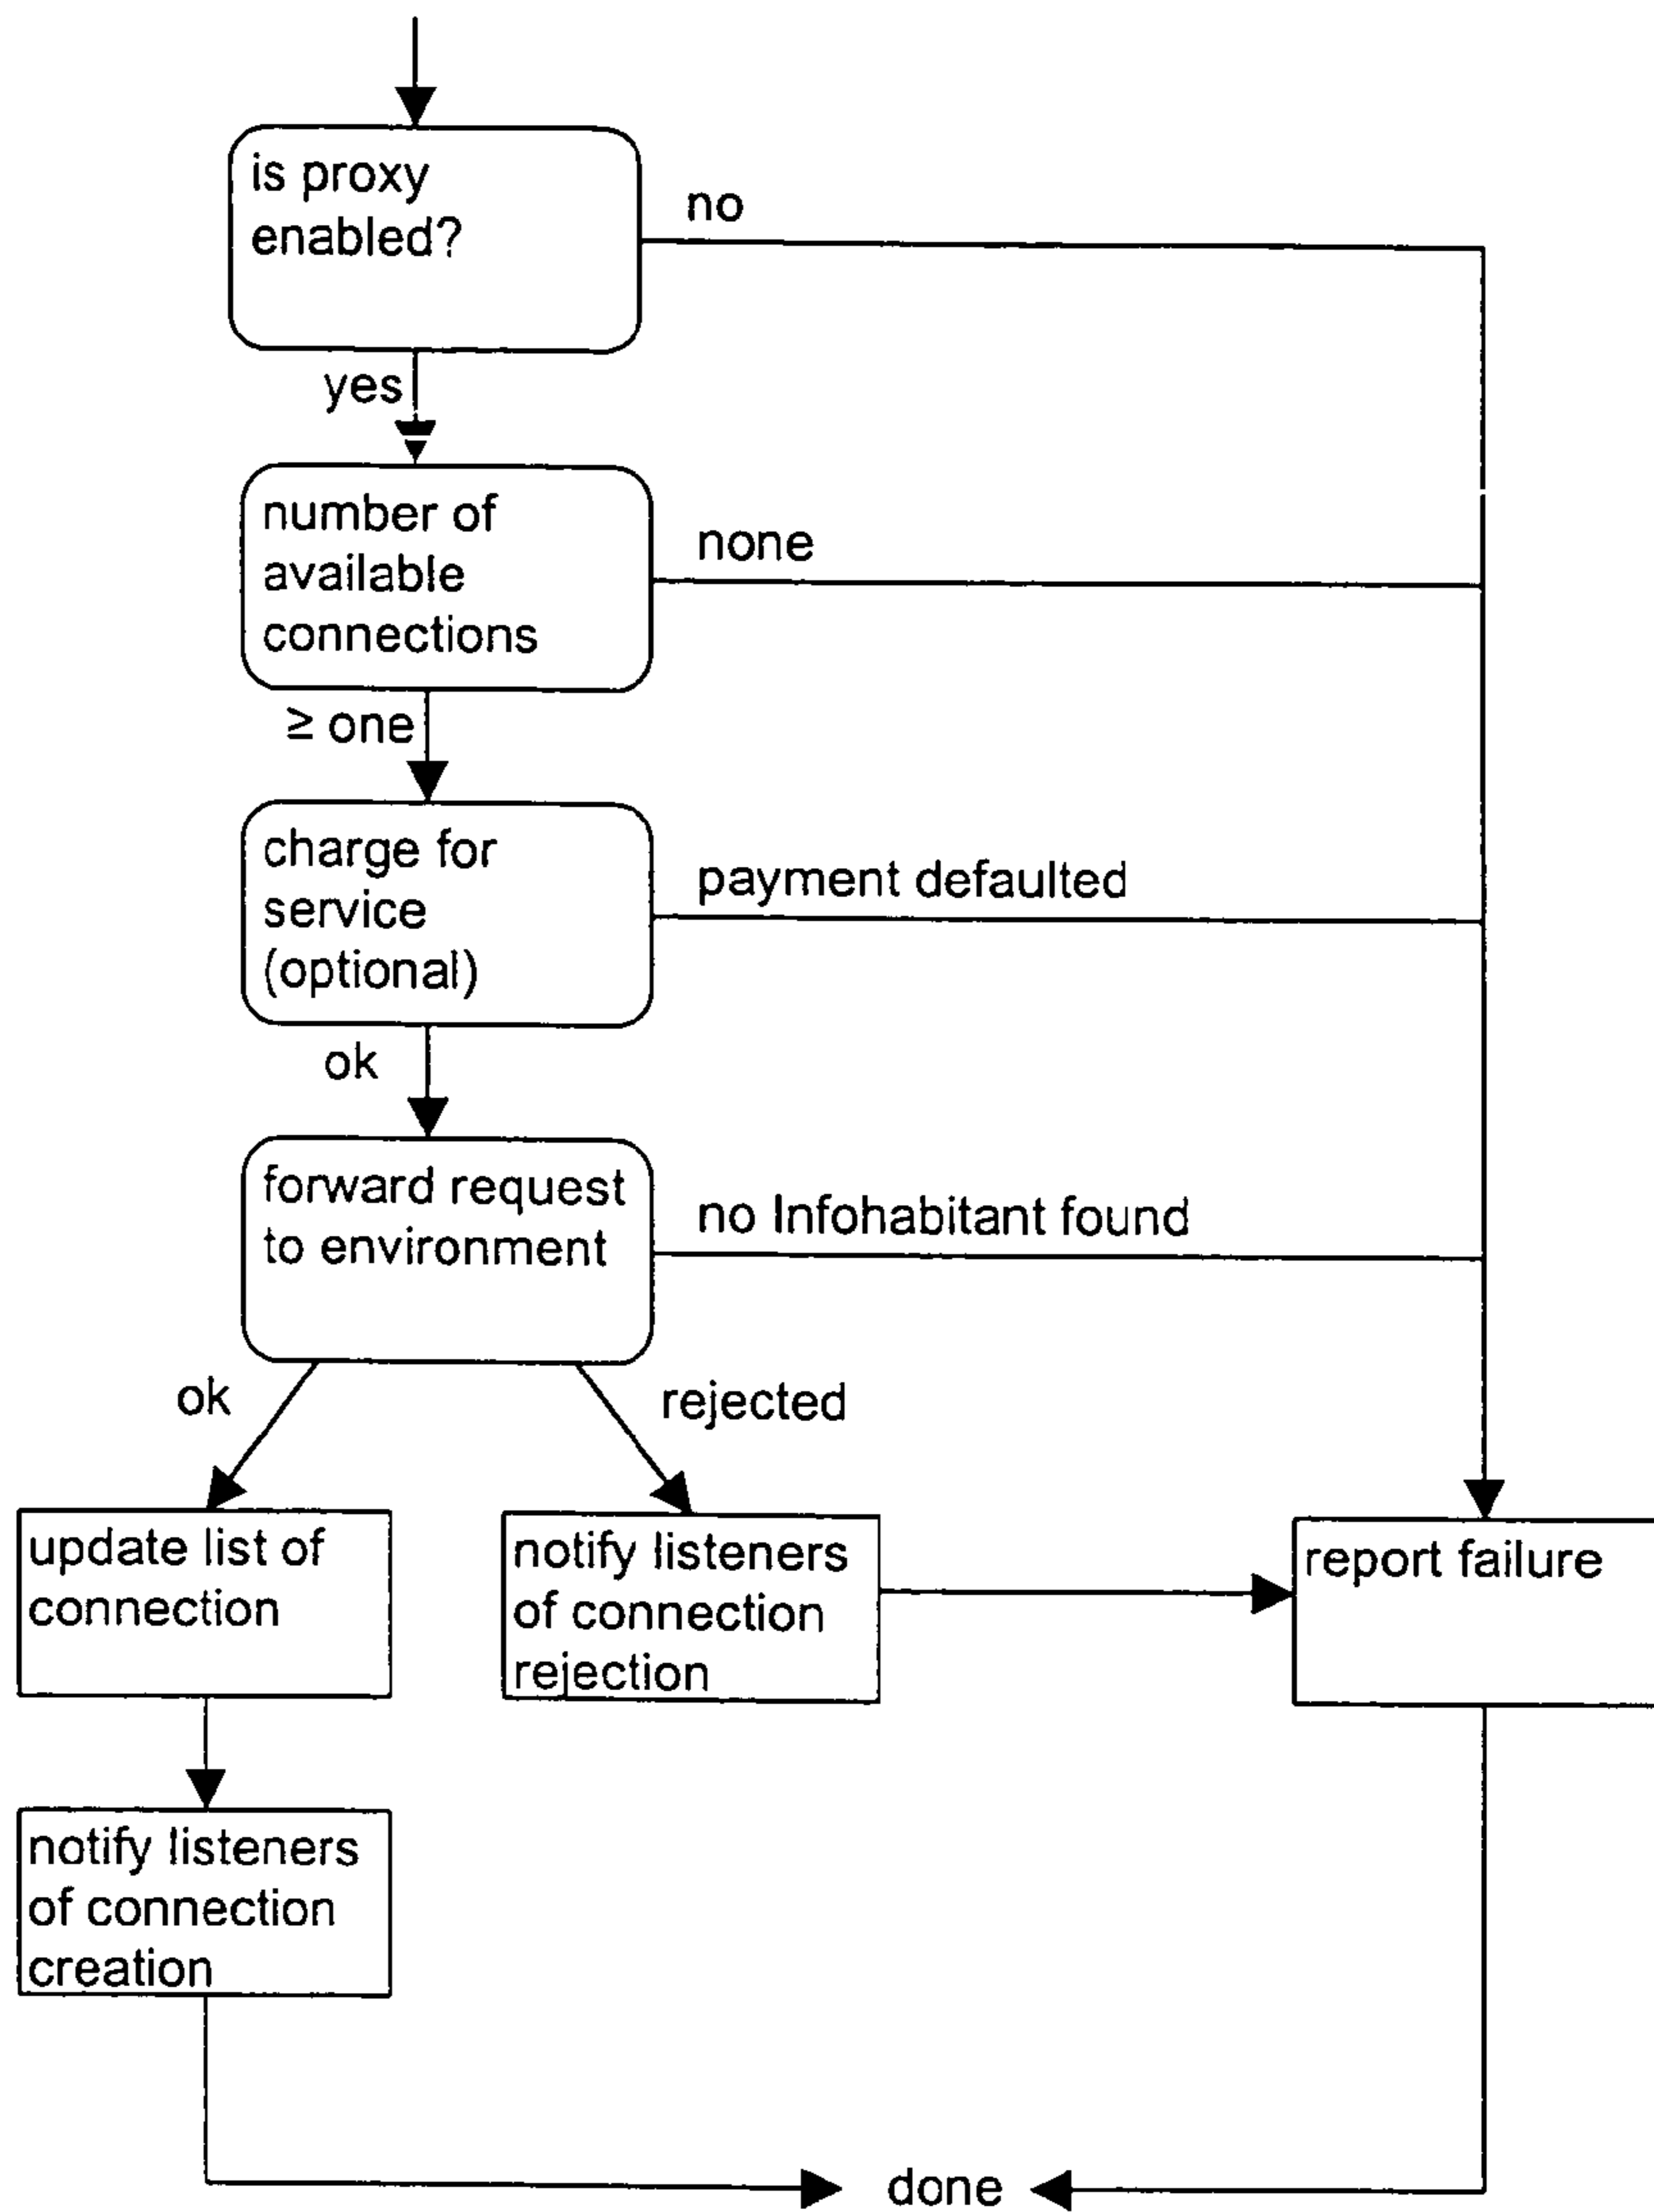 is proxy
enabled?
no
yes
number of
available
connections
none
≥ one
charge for
service
(optional)
payment defaulted
ok
forward request
to environment
no Infohabitant found
ok
rejected
update list of
connection
notify listeners
of connection
rejection
report failure
notify listeners
of connection
creation
done